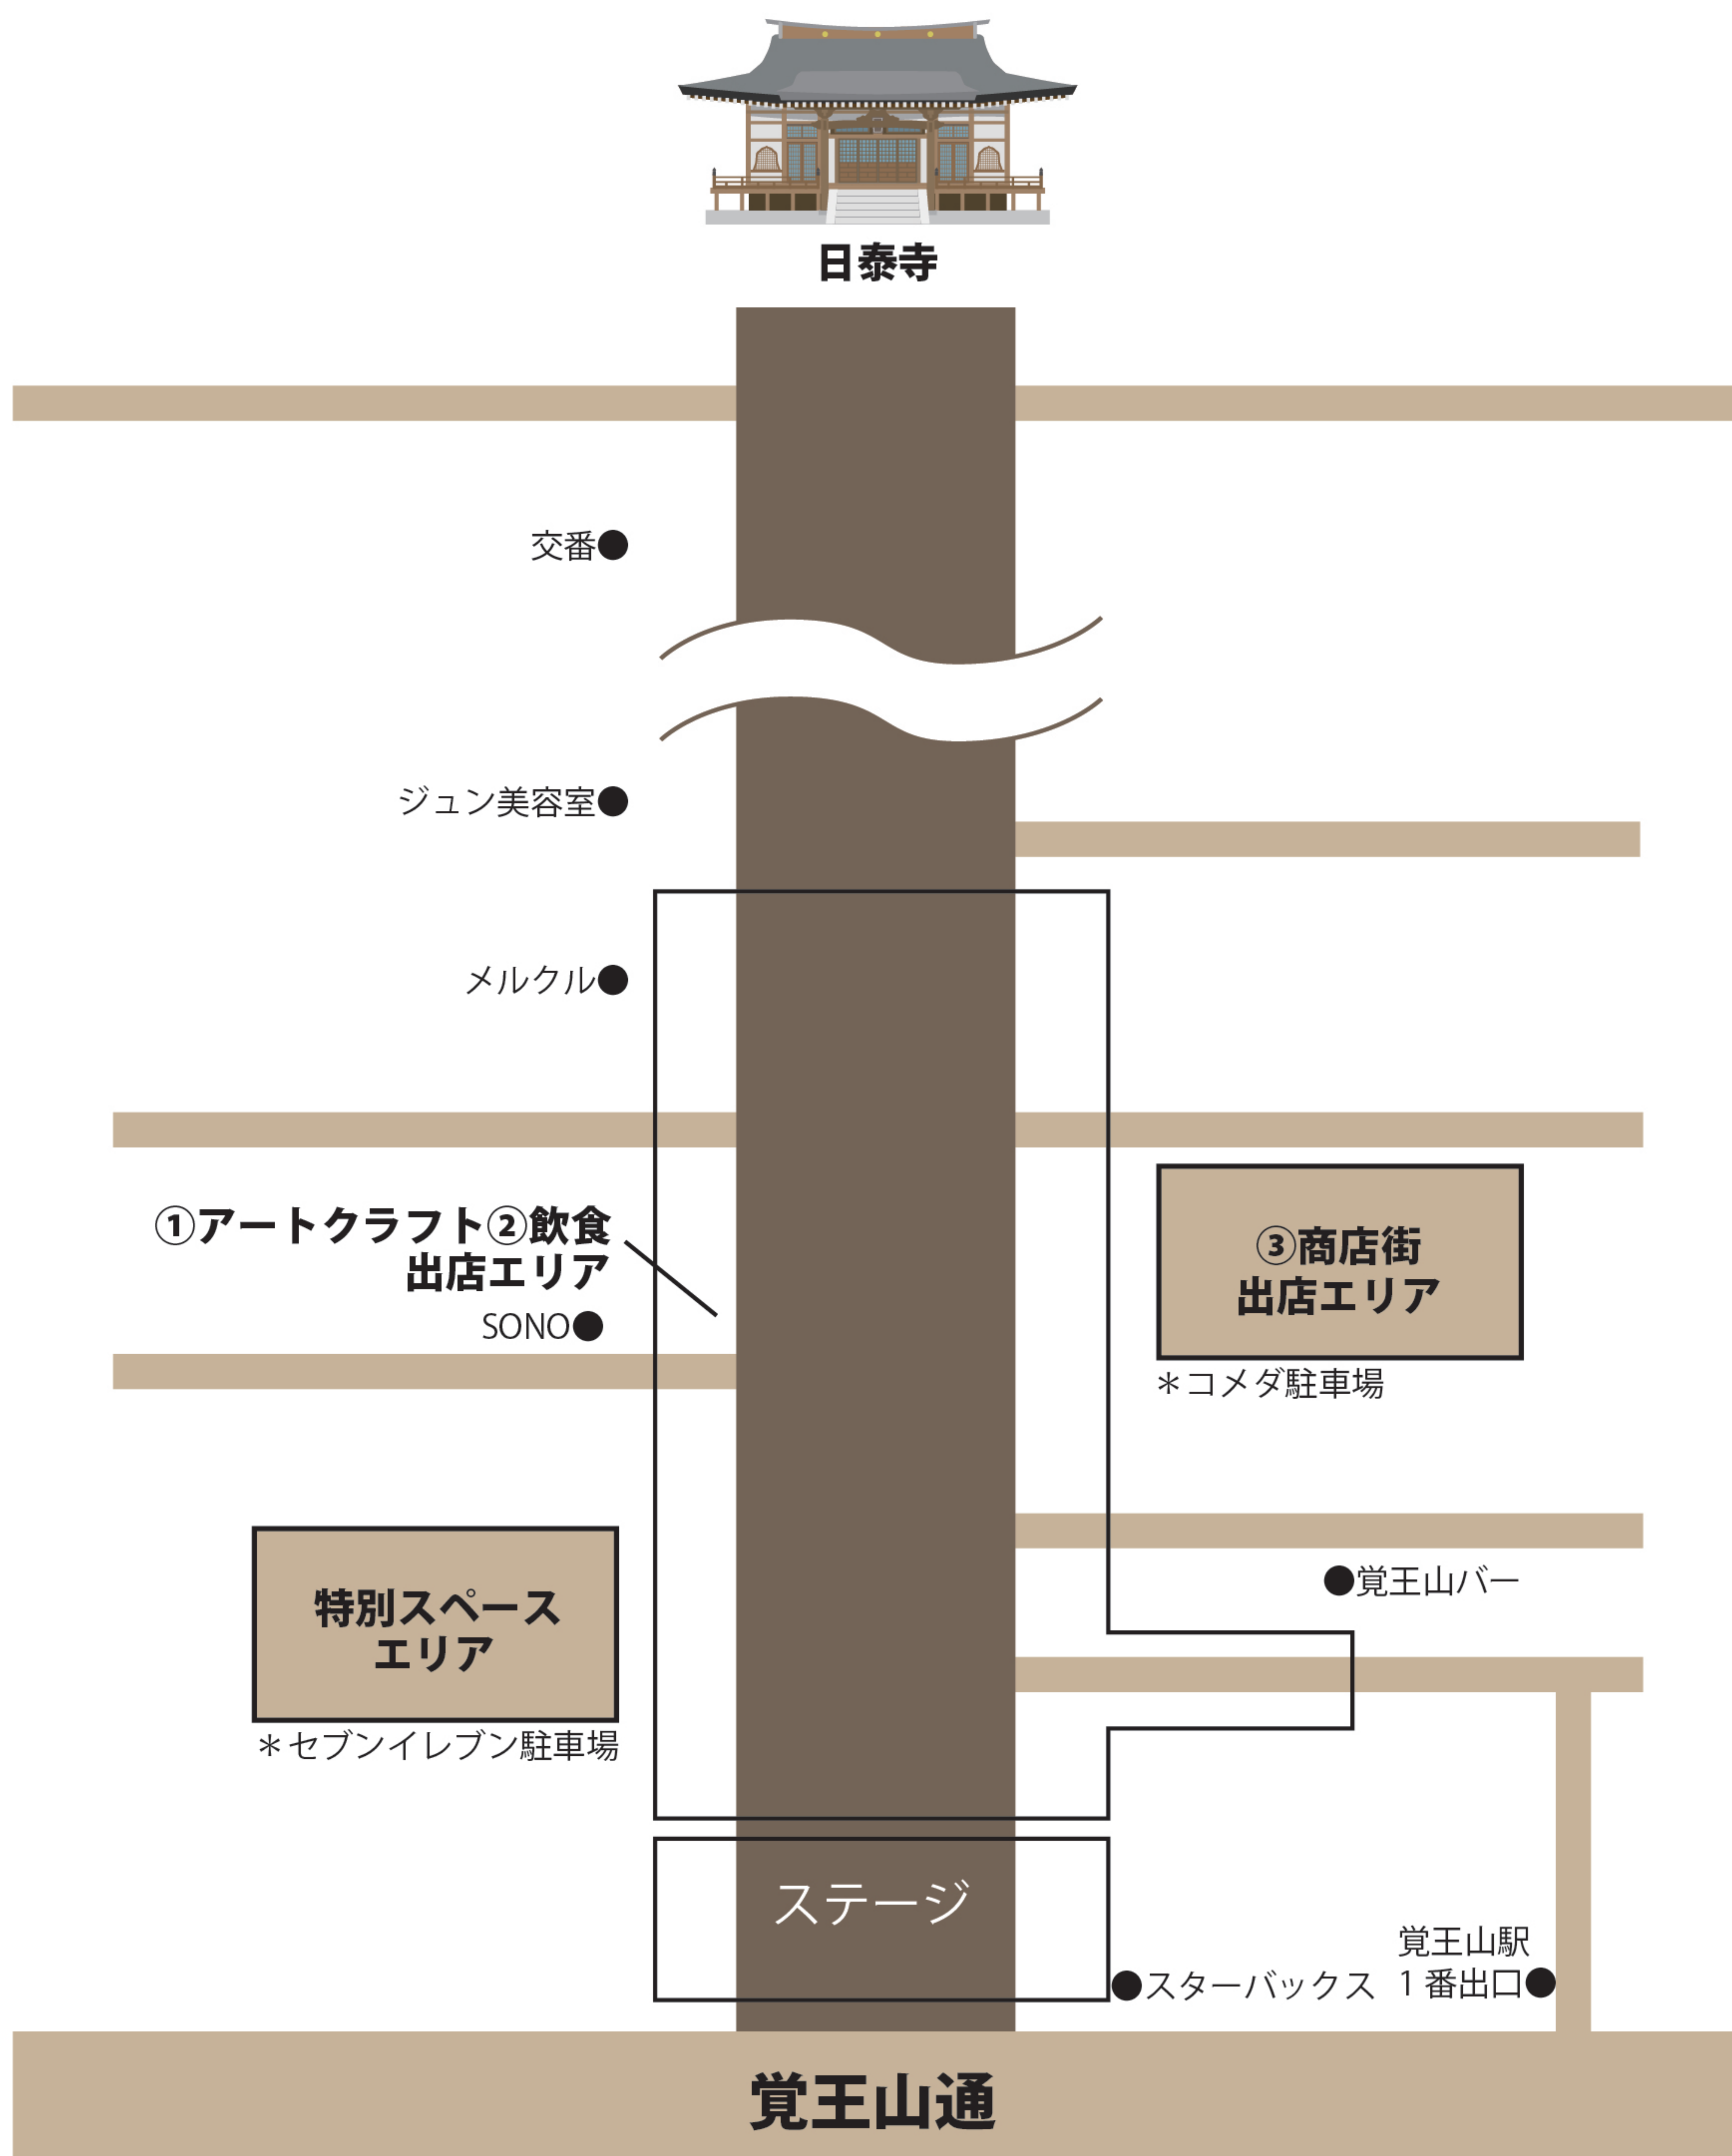 日泰寺
交番●
ジュン美容室●
メルクル●
①アートクラフト②飲食
出店エリア
SONO●
③商店街
出店エリア
＊コメダ駐車場
●覚王山バー
特別スペース
エリア
＊セブンイレブン駐車場
ステージ
●スターバックス
覚王山駅
1 番出口●
覚王山通